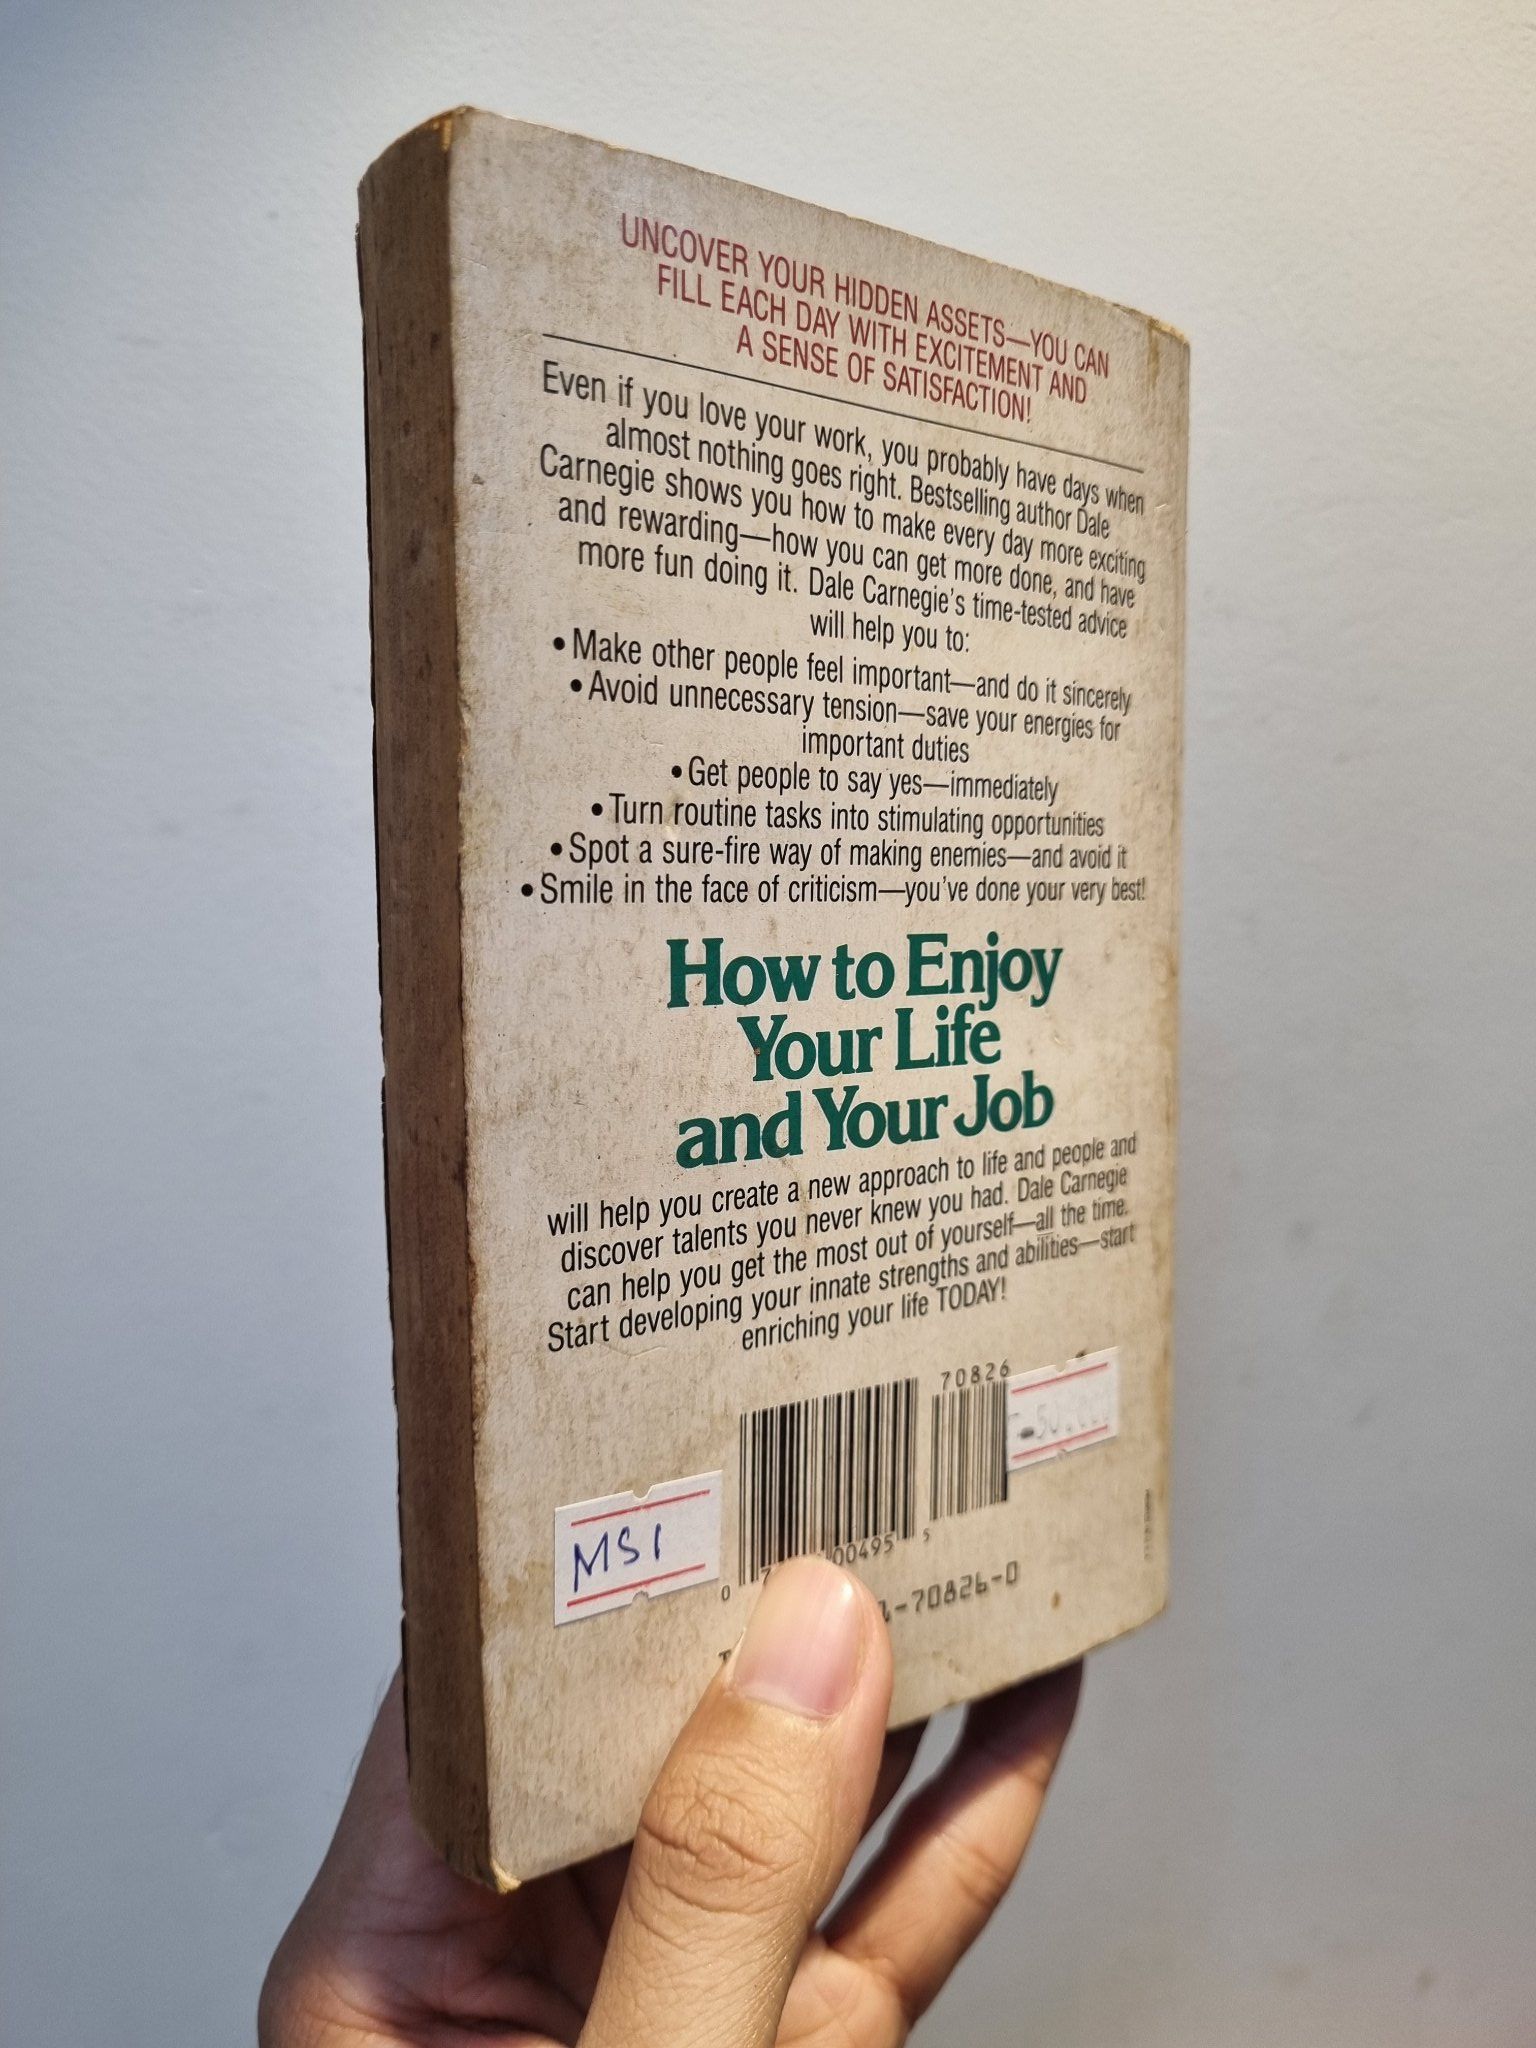 UNCOVER YOUR HIDDEN ASSETS—YOU CAN
FILL EACH DAY WITH EXCITEMENT AND
A SENSE OF SATISFACTION!
Even if you love your work, you probably have days when
almost nothing goes right. Bestselling author Dale
Carnegie shows you how to make every day more exciting
and rewarding—how you can get more done, and have
more fun doing it. Dale Carnegie's time-tested advice
will help you to:
• Make other people feel important—and do it sincerely
• Avoid unnecessary tension—save your energies for
important duties
• Get people to say yes—immediately
• Turn routine tasks into stimulating opportunities
• Spot a sure-fire way of making enemies—and avoid it
• Smile in the face of criticism—you've done your very best!
How to Enjoy
Your Life
and Your Job
will help you create a new approach to life and people and
discover talents you never knew you had. Dale Carnegie
can help you get the most out of yourself—all the time.
Start developing your innate strengths and abilities—start
enriching your life TODAY!
70826
MSI
0 7 00495 5
-70826-0